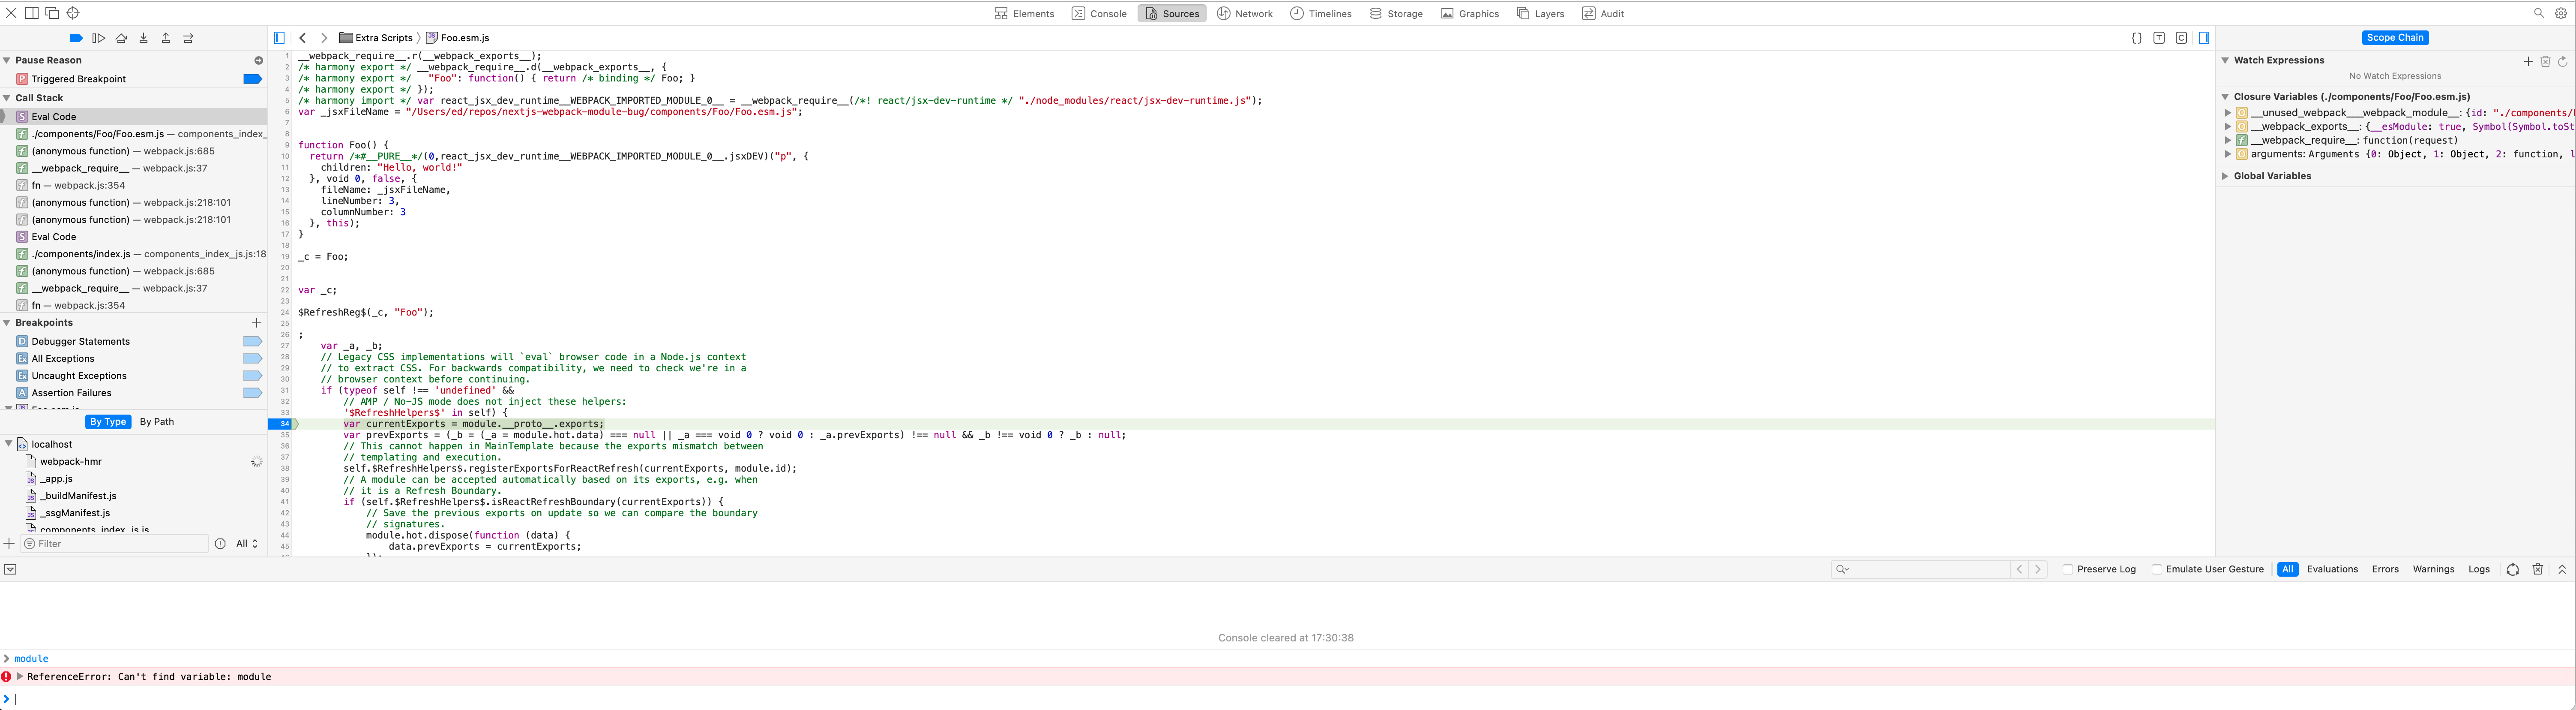 Elements
Console
Sources
Network
Timelines
Storage
Graphics
Layers
Audit
Extra Scripts
Foo.esm.js
Scope Chain
Pause Reason
Triggered Breakpoint
Call Stack
Eval Code
./components/Foo/Foo.esm.js — components_index_
(anonymous function) — webpack.js:685
__webpack_require__ — webpack.js:37
fn — webpack.js:354
(anonymous function) — webpack.js:218:101
(anonymous function) — webpack.js:218:101
Eval Code
./components/index.js — components_index_js.js:18
(anonymous function) — webpack.js:685
__webpack_require__ — webpack.js:37
fn — webpack.js:354
Breakpoints
Debugger Statements
All Exceptions
Uncaught Exceptions
Assertion Failures
Foo.esm.js
By Type
By Path
localhost
webpack-hmr
_app.js
_buildManifest.js
_ssgManifest.js
components_index_js.js
Filter
All
1 __webpack_require__.r(__webpack_exports__);
2 /* harmony export */ __webpack_require__.d(__webpack_exports__, {
3 /* harmony export */   "Foo": function() { return /* binding */ Foo; }
4 /* harmony export */ });
5 /* harmony import */ var react_jsx_dev_runtime__WEBPACK_IMPORTED_MODULE_0__ = __webpack_require__(/*! react/jsx-dev-runtime */ "./node_modules/react/jsx-dev-runtime.js");
6 var _jsxFileName = "/Users/ed/repos/nextjs-webpack-module-bug/components/Foo/Foo.esm.js";
7
8
9 function Foo() {
10   return /*#__PURE__*/(0,react_jsx_dev_runtime__WEBPACK_IMPORTED_MODULE_0__.jsxDEV)("p", {
11     children: "Hello, world!"
12   }, void 0, false, {
13     fileName: _jsxFileName,
14     lineNumber: 3,
15     columnNumber: 3
16   }, this);
17 }
18
19 _c = Foo;
20
21
22 var _c;
23
24 $RefreshReg$(_c, "Foo");
25
26 ;
27     var _a, _b;
28     // Legacy CSS implementations will `eval` browser code in a Node.js context
29     // to extract CSS. For backwards compatibility, we need to check we're in a
30     // browser context before continuing.
31     if (typeof self !== 'undefined' &&
32         // AMP / No-JS mode does not inject these helpers:
33         '$RefreshHelpers$' in self) {
34         var currentExports = module.__proto__.exports;
35         var prevExports = (_b = (_a = module.hot.data) === null || _a === void 0 ? void 0 : _a.prevExports) !== null && _b !== void 0 ? _b : null;
36         // This cannot happen in MainTemplate because the exports mismatch between
37         // templating and execution.
38         self.$RefreshHelpers$.registerExportsForReactRefresh(currentExports, module.id);
39         // A module can be accepted automatically based on its exports, e.g. when
40         // it is a Refresh Boundary.
41         if (self.$RefreshHelpers$.isReactRefreshBoundary(currentExports)) {
42             // Save the previous exports on update so we can compare the boundary
43             // signatures.
44             module.hot.dispose(function (data) {
45                 data.prevExports = currentExports;
});
Watch Expressions
No Watch Expressions
Closure Variables (./components/Foo/Foo.esm.js)
__unused_webpack___webpack_module__: {id: "./components/
__webpack_exports__: {__esModule: true, Symbol(Symbol.toSt
__webpack_require__: function(request)
arguments: Arguments {0: Object, 1: Object, 2: function, l
Global Variables
Preserve Log
Emulate User Gesture
All
Evaluations
Errors
Warnings
Logs
Console cleared at 17:30:38
> module
ReferenceError: Can't find variable: module
>